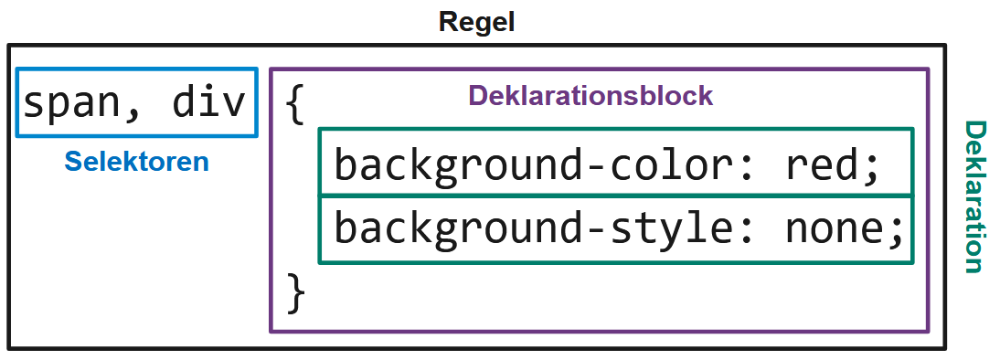 Regel
span, div
Selektoren
{
Deklarationsblock
background-color: red;
background-style: none;
}
Deklaration